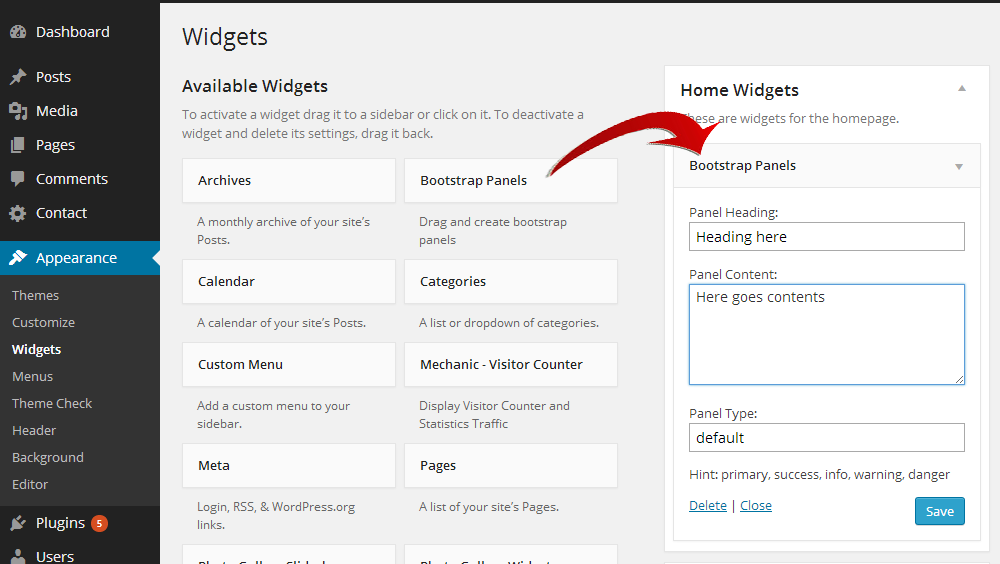 Dashboard
Posts
Media
Pages
Comments
Contact
Appearance
Themes
Customize
Widgets
Menus
Theme Check
Header
Background
Editor
Plugins 5
Users
Widgets
Available Widgets
To activate a widget drag it to a sidebar or click on it. To deactivate a
widget and delete its settings, drag it back.
Archives
A monthly archive of your site's
Posts.
Bootstrap Panels
Drag and create bootstrap
panels
Calendar
A calendar of your site's Posts.
Categories
A list or dropdown of categories.
Custom Menu
Add a custom menu to your
sidebar.
Mechanic - Visitor Counter
Display Visitor Counter and
Statistics Traffic
Meta
Login, RSS, & WordPress.org
links.
Pages
A list of your site's Pages.
Home Widgets
These are widgets for the homepage.
Bootstrap Panels
Panel Heading:
Heading here
Panel Content:
Here goes contents
Panel Type:
default
Hint: primary, success, info, warning, danger
Delete | Close
Save